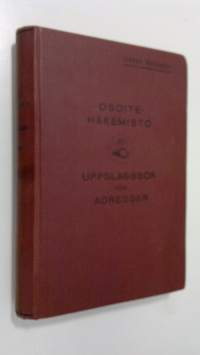 OSOITE-
HAKEMISTO
UPPSLAGSBOK
FÖR
ADRESSER